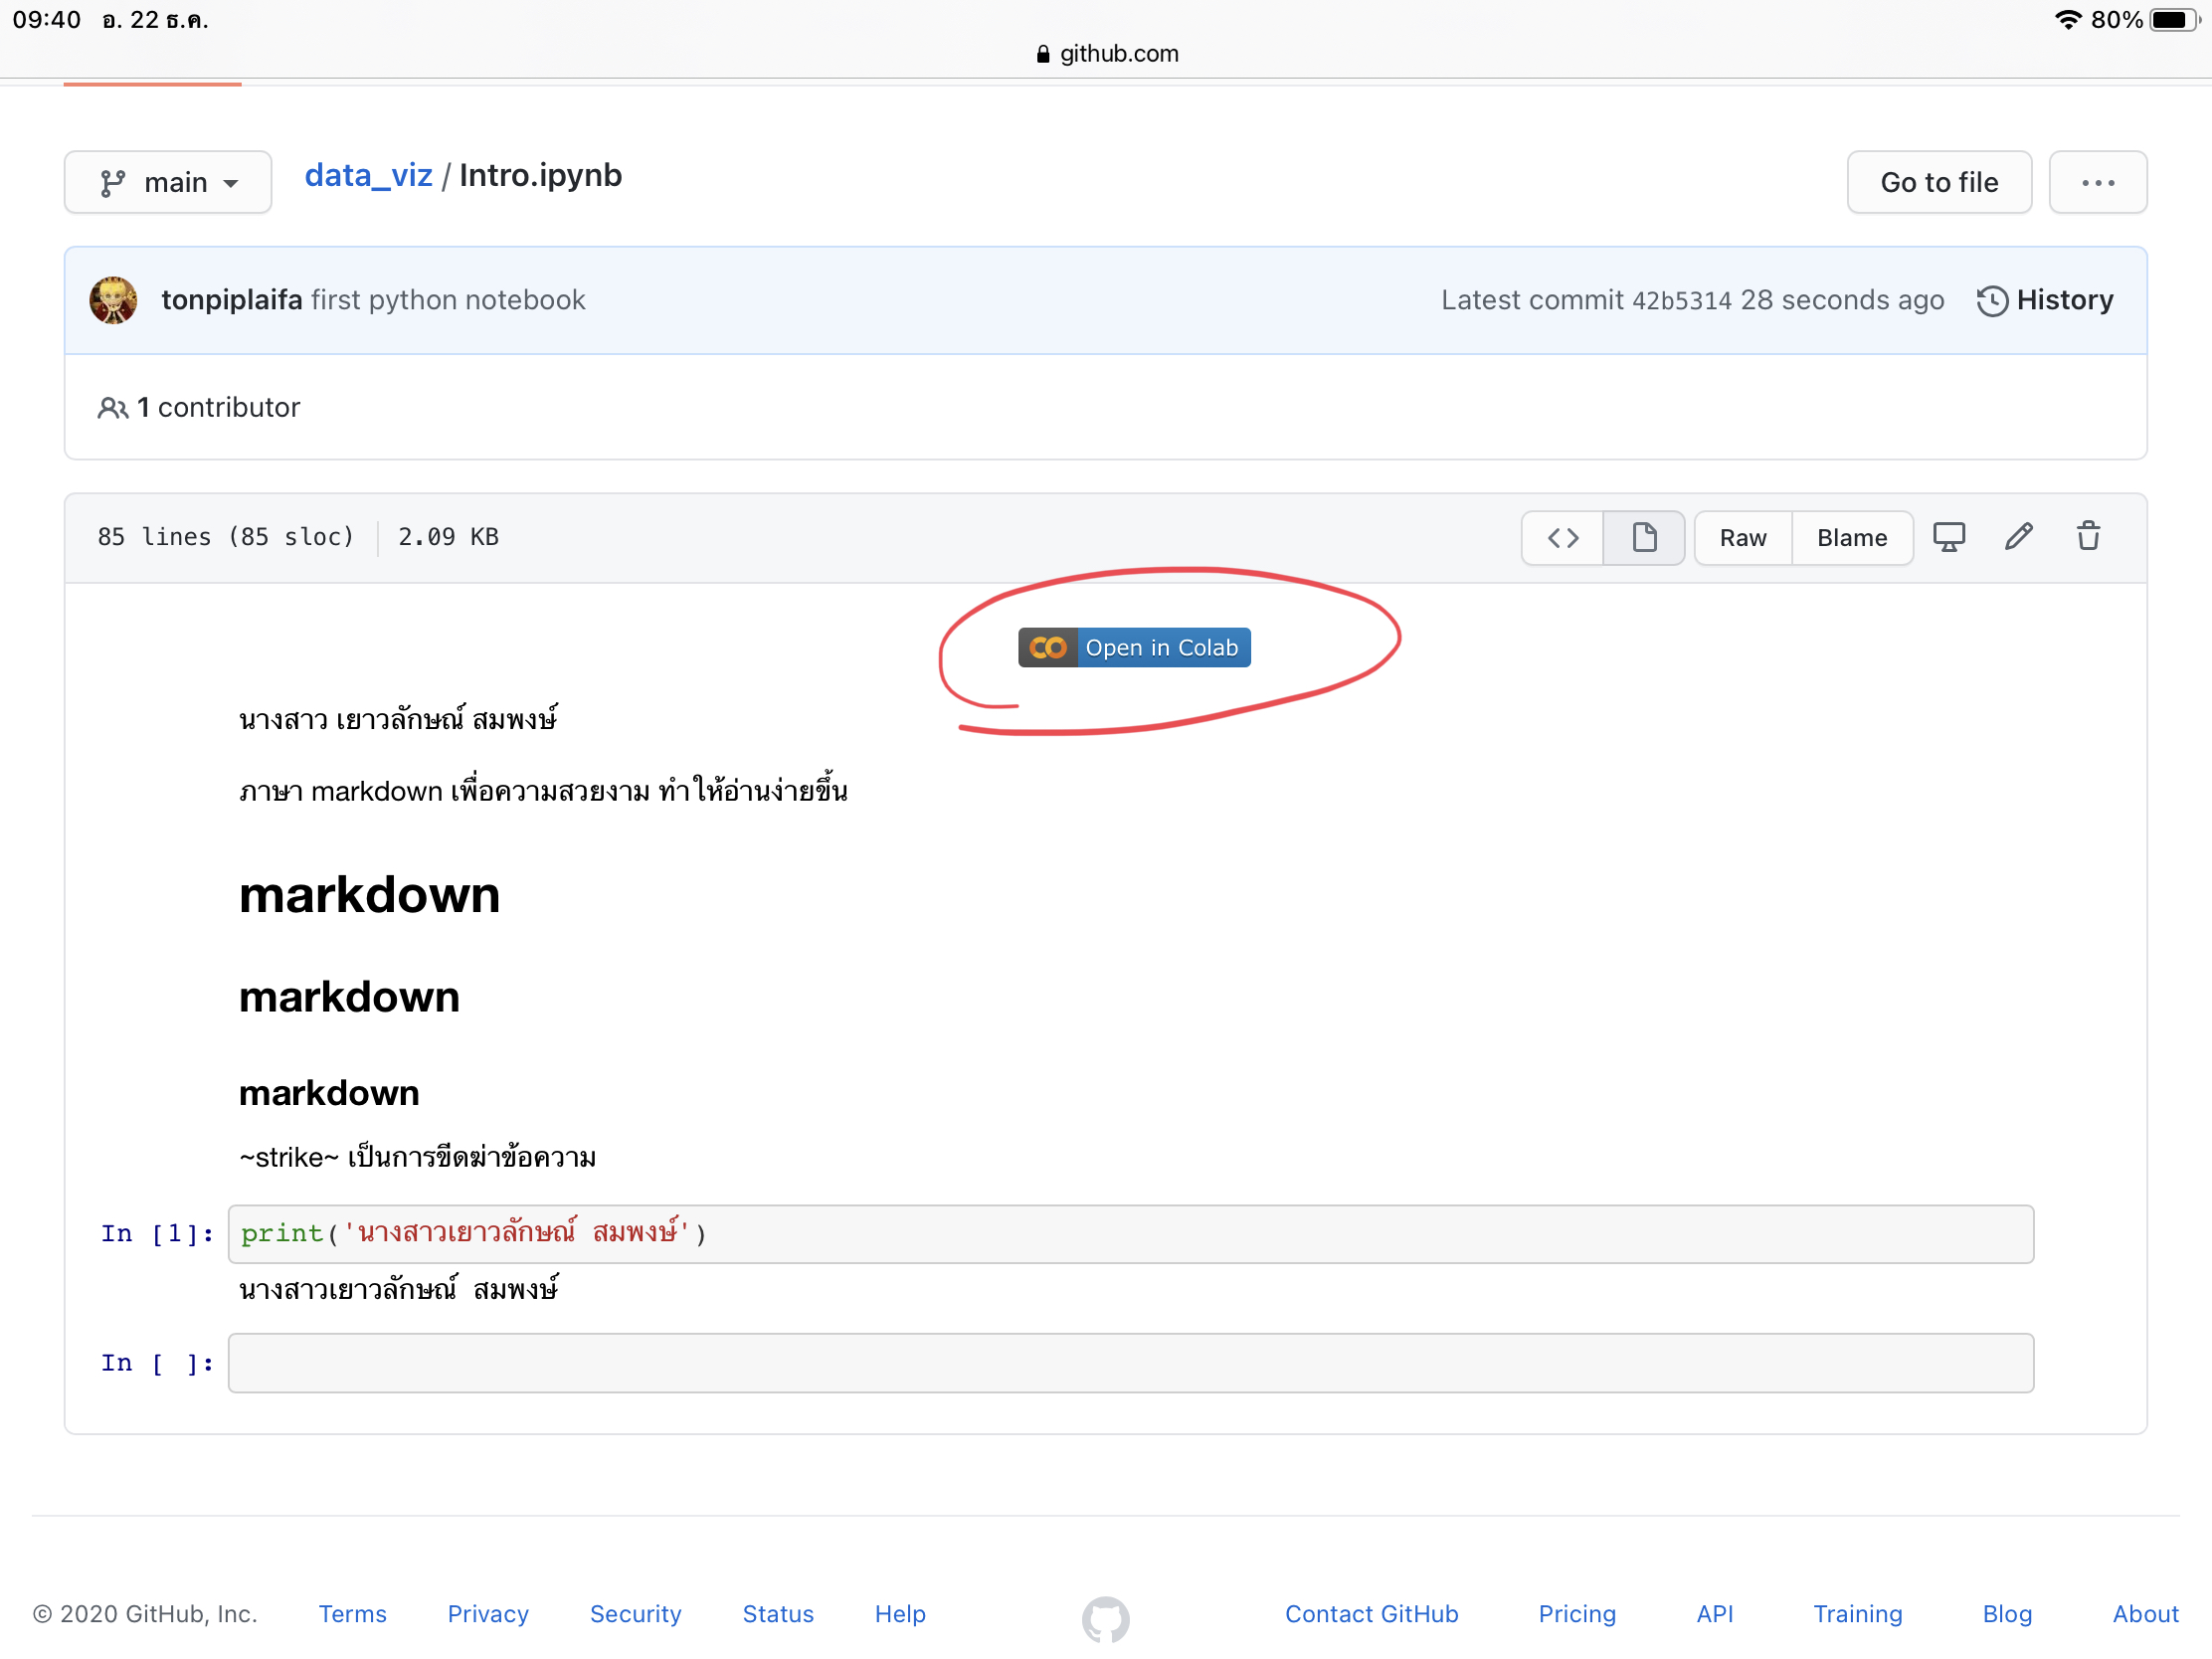 09:40 อ. 22 ธ.ค. 80%
github.com
main data_viz / Intro.ipynb Go to file ...
tonpiplaifa first python notebook Latest commit 42b5314 28 seconds ago History
1 contributor
85 lines (85 sloc) 2.09 KB <> Raw Blame
CO Open in Colab
นางสาว เยาวลักษณ์ สมพงษ์
ภาษา markdown เพื่อความสวยงาม ทำให้อ่านง่ายขึ้น
markdown
markdown
markdown
~strike~ เป็นการขีดฆ่าข้อความ
In [1]: print('นางสาวเยาวลักษณ์ สมพงษ์')
นางสาวเยาวลักษณ์ สมพงษ์
In [ ]:
© 2020 GitHub, Inc. Terms Privacy Security Status Help Contact GitHub Pricing API Training Blog About